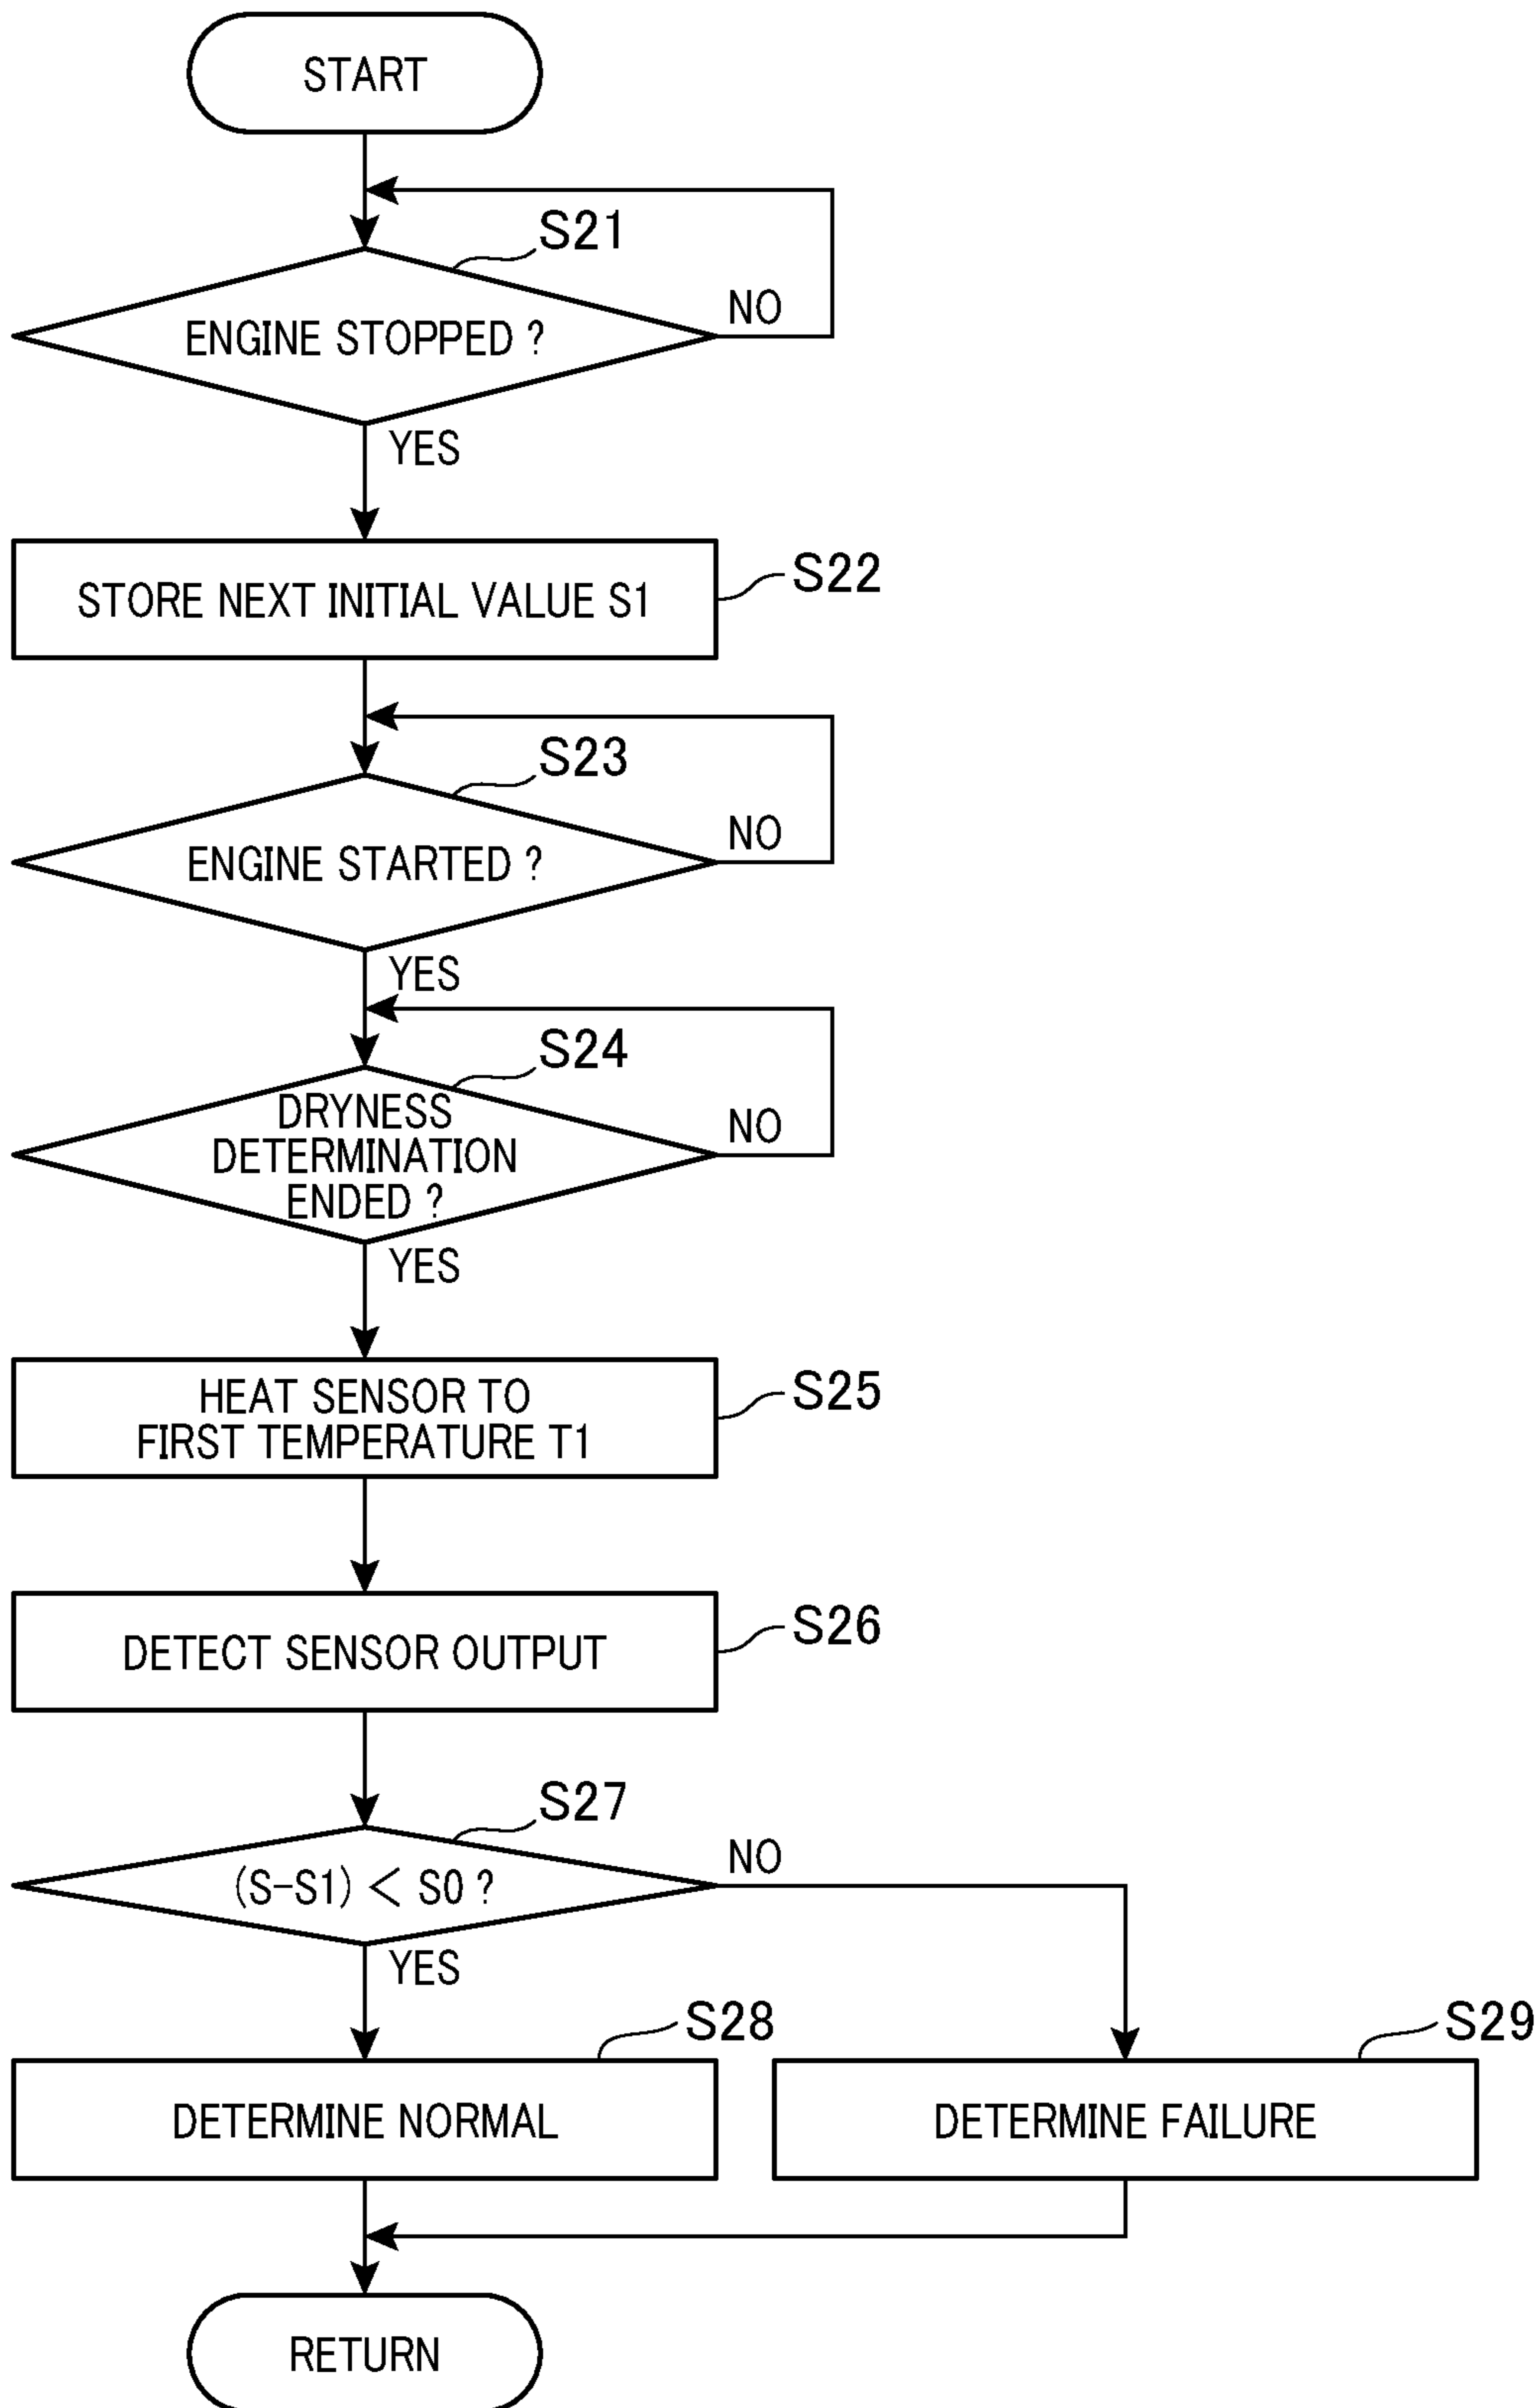 START
S21
ENGINE STOPPED ?
NO
YES
STORE NEXT INITIAL VALUE S1
S22
S23
ENGINE STARTED ?
NO
YES
S24
DRYNESS
DETERMINATION
ENDED ?
NO
YES
HEAT SENSOR TO
FIRST TEMPERATURE T1
S25
DETECT SENSOR OUTPUT
S26
S27
(S-S1) < S0 ?
NO
YES
S28
DETERMINE NORMAL
S29
DETERMINE FAILURE
RETURN